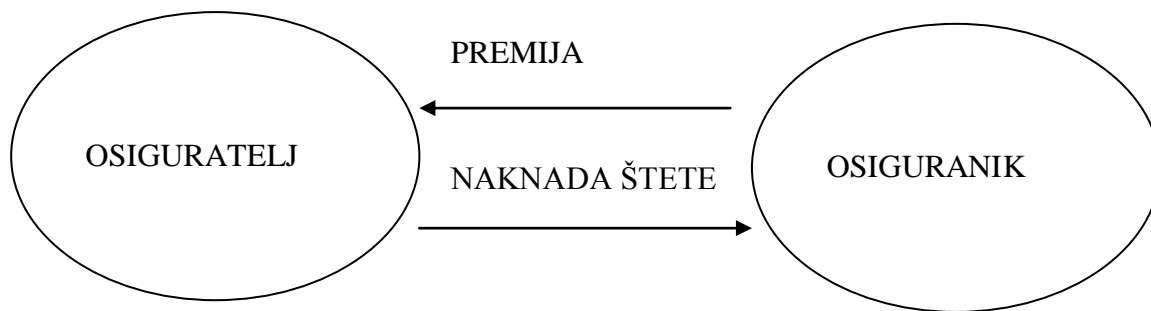 PREMIJA
OSIGURATELJ
NAKNADA ŠTETE
OSIGURANIK